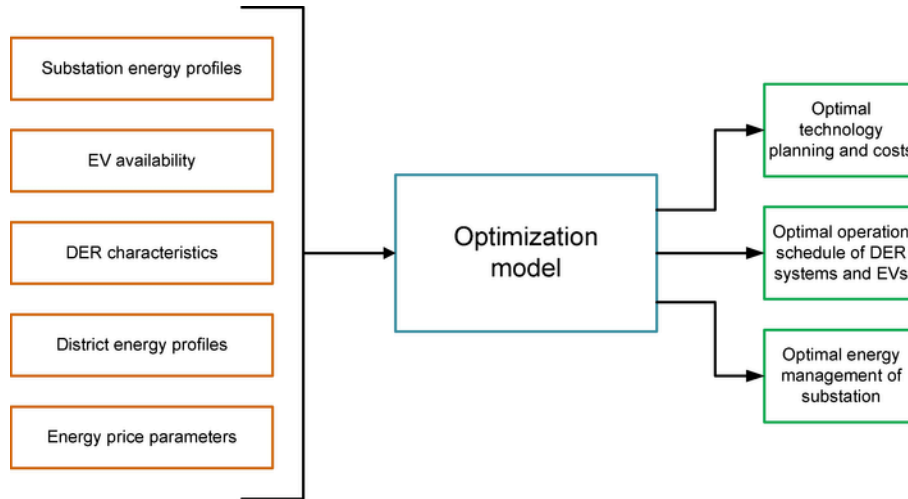 Substation energy profiles
EV availability
DER characteristics
District energy profiles
Energy price parameters
Optimization
model
Optimal
technology
planning and costs
Optimal operation
schedule of DER
systems and EVs
Optimal energy
management of
substation